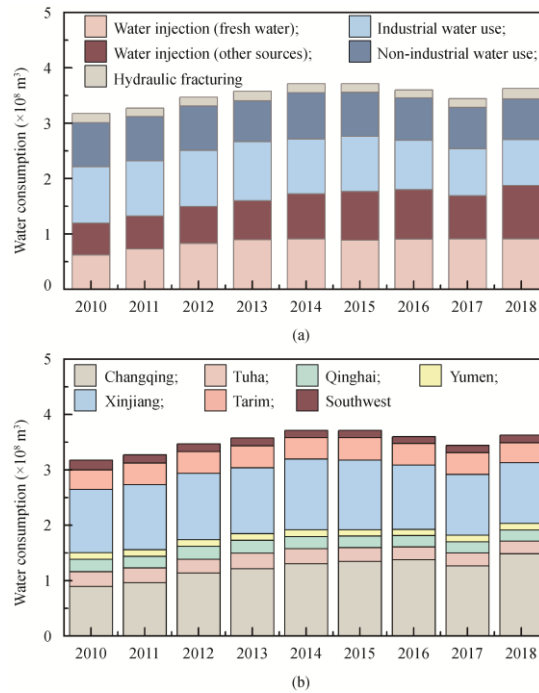 5
Water injection (fresh water); Industrial water use;
Water injection (other sources); Non-industrial water use;
Hydraulic fracturing
4
3
2
1
0
Water consumption (×10⁸ m³)
2010 2011 2012 2013 2014 2015 2016 2017 2018
(a)
5
Changqing; Tuha; Qinghai; Yumen;
Xinjiang; Tarim; Southwest
4
3
2
1
0
Water consumption (×10⁸ m³)
2010 2011 2012 2013 2014 2015 2016 2017 2018
(b)